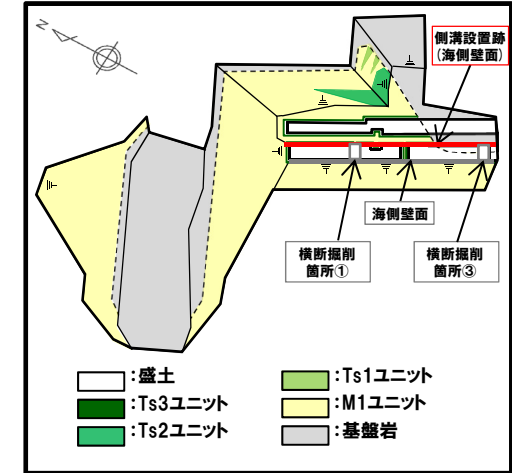 N
側溝設置跡
(海側壁面)
海側壁面
横断掘削
箇所①
横断掘削
箇所③
:盛土
:Ts3ユニット
:Ts2ユニット
:Ts1ユニット
:M1ユニット
:基盤岩